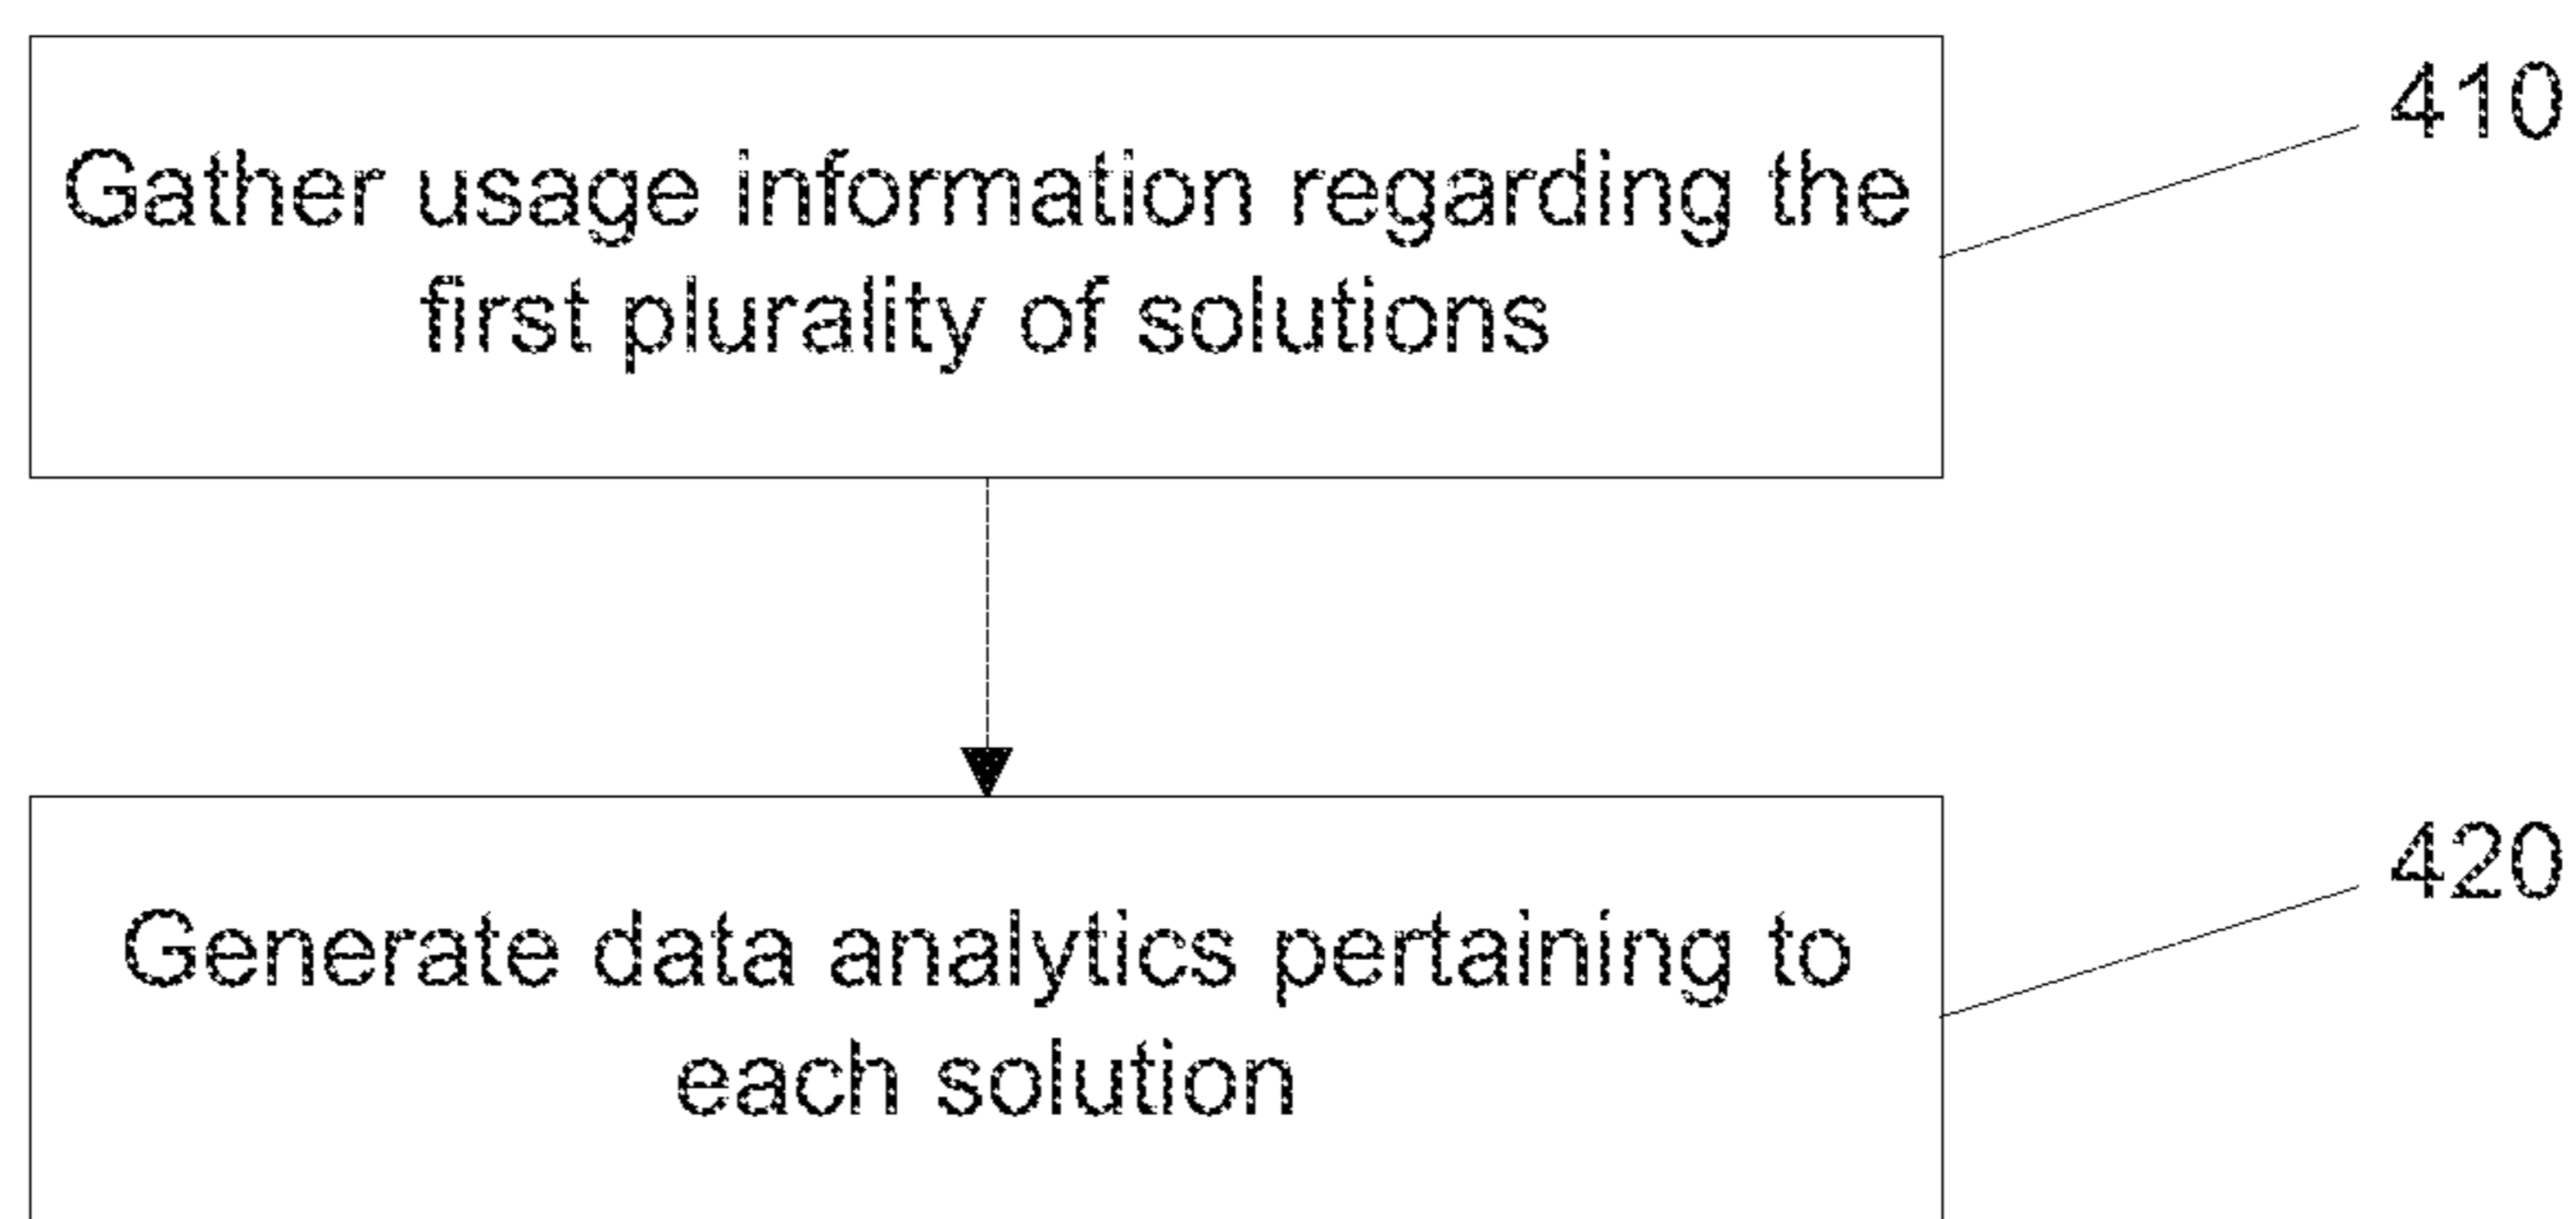 410
Gather usage information regarding the
first plurality of solutions
420
Generate data analytics pertaining to
each solution